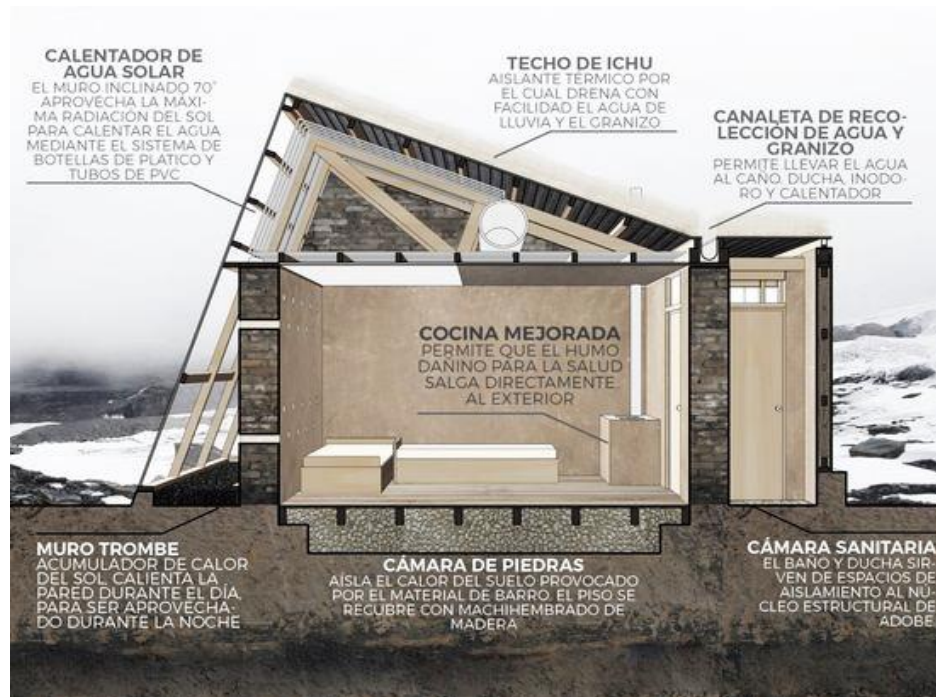 CALENTADOR DE
AGUA SOLAR
EL MURO INCLINADO 70°
APROVECHA LA MÁXI-
MA RADIACIÓN DEL SOL
PARA CALENTAR EL AGUA
MEDIANTE EL SISTEMA DE
BOTELLAS DE PLATICO Y
TUBOS DE PVC
TECHO DE ICHU
AISLANTE TÉRMICO POR
EL CUAL DRENA CON
FACILIDAD EL AGUA DE
LLUVIA Y EL GRANIZO
CANALETA DE RECO-
LECCIÓN DE AGUA Y
GRANIZO
PERMITE LLEVAR EL AGUA
AL CAÑO, DUCHA, INODO-
RO Y CALENTADOR
COCINA MEJORADA
PERMITE QUE EL HUMO
DAÑINO PARA LA SALUD
SALGA DIRECTAMENTE
AL EXTERIOR
MURO TROMBE
ACUMULADOR DE CALOR
DEL SOL, CALIENTA LA
PARED DURANTE EL DÍA,
PARA SER APROVECHA-
DO DURANTE LA NOCHE
CÁMARA DE PIEDRAS
AÍSLA EL CALOR DEL SUELO PROVOCADO
POR EL MATERIAL DE BARRO. EL PISO SE
RECUBRE CON MACHIHEMBRADO DE
MADERA
CÁMARA SANITARIA
EL BAÑO Y DUCHA SIR-
VEN DE ESPACIOS DE
AISLAMIENTO AL NÚ-
CLEO ESTRUCTURAL DE
ADOBE.